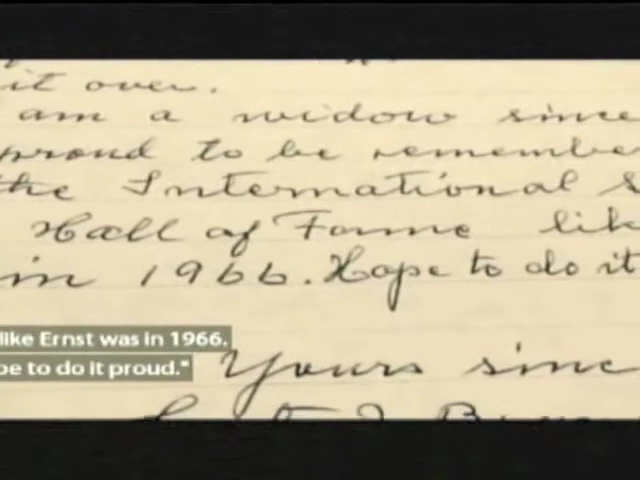 it over.
am a widow since
proud to be remember
the International S
Hall of Fame lik
in 1966. Hope to do it
like Ernst was in 1966.
pe to do it proud."
Yours sinc